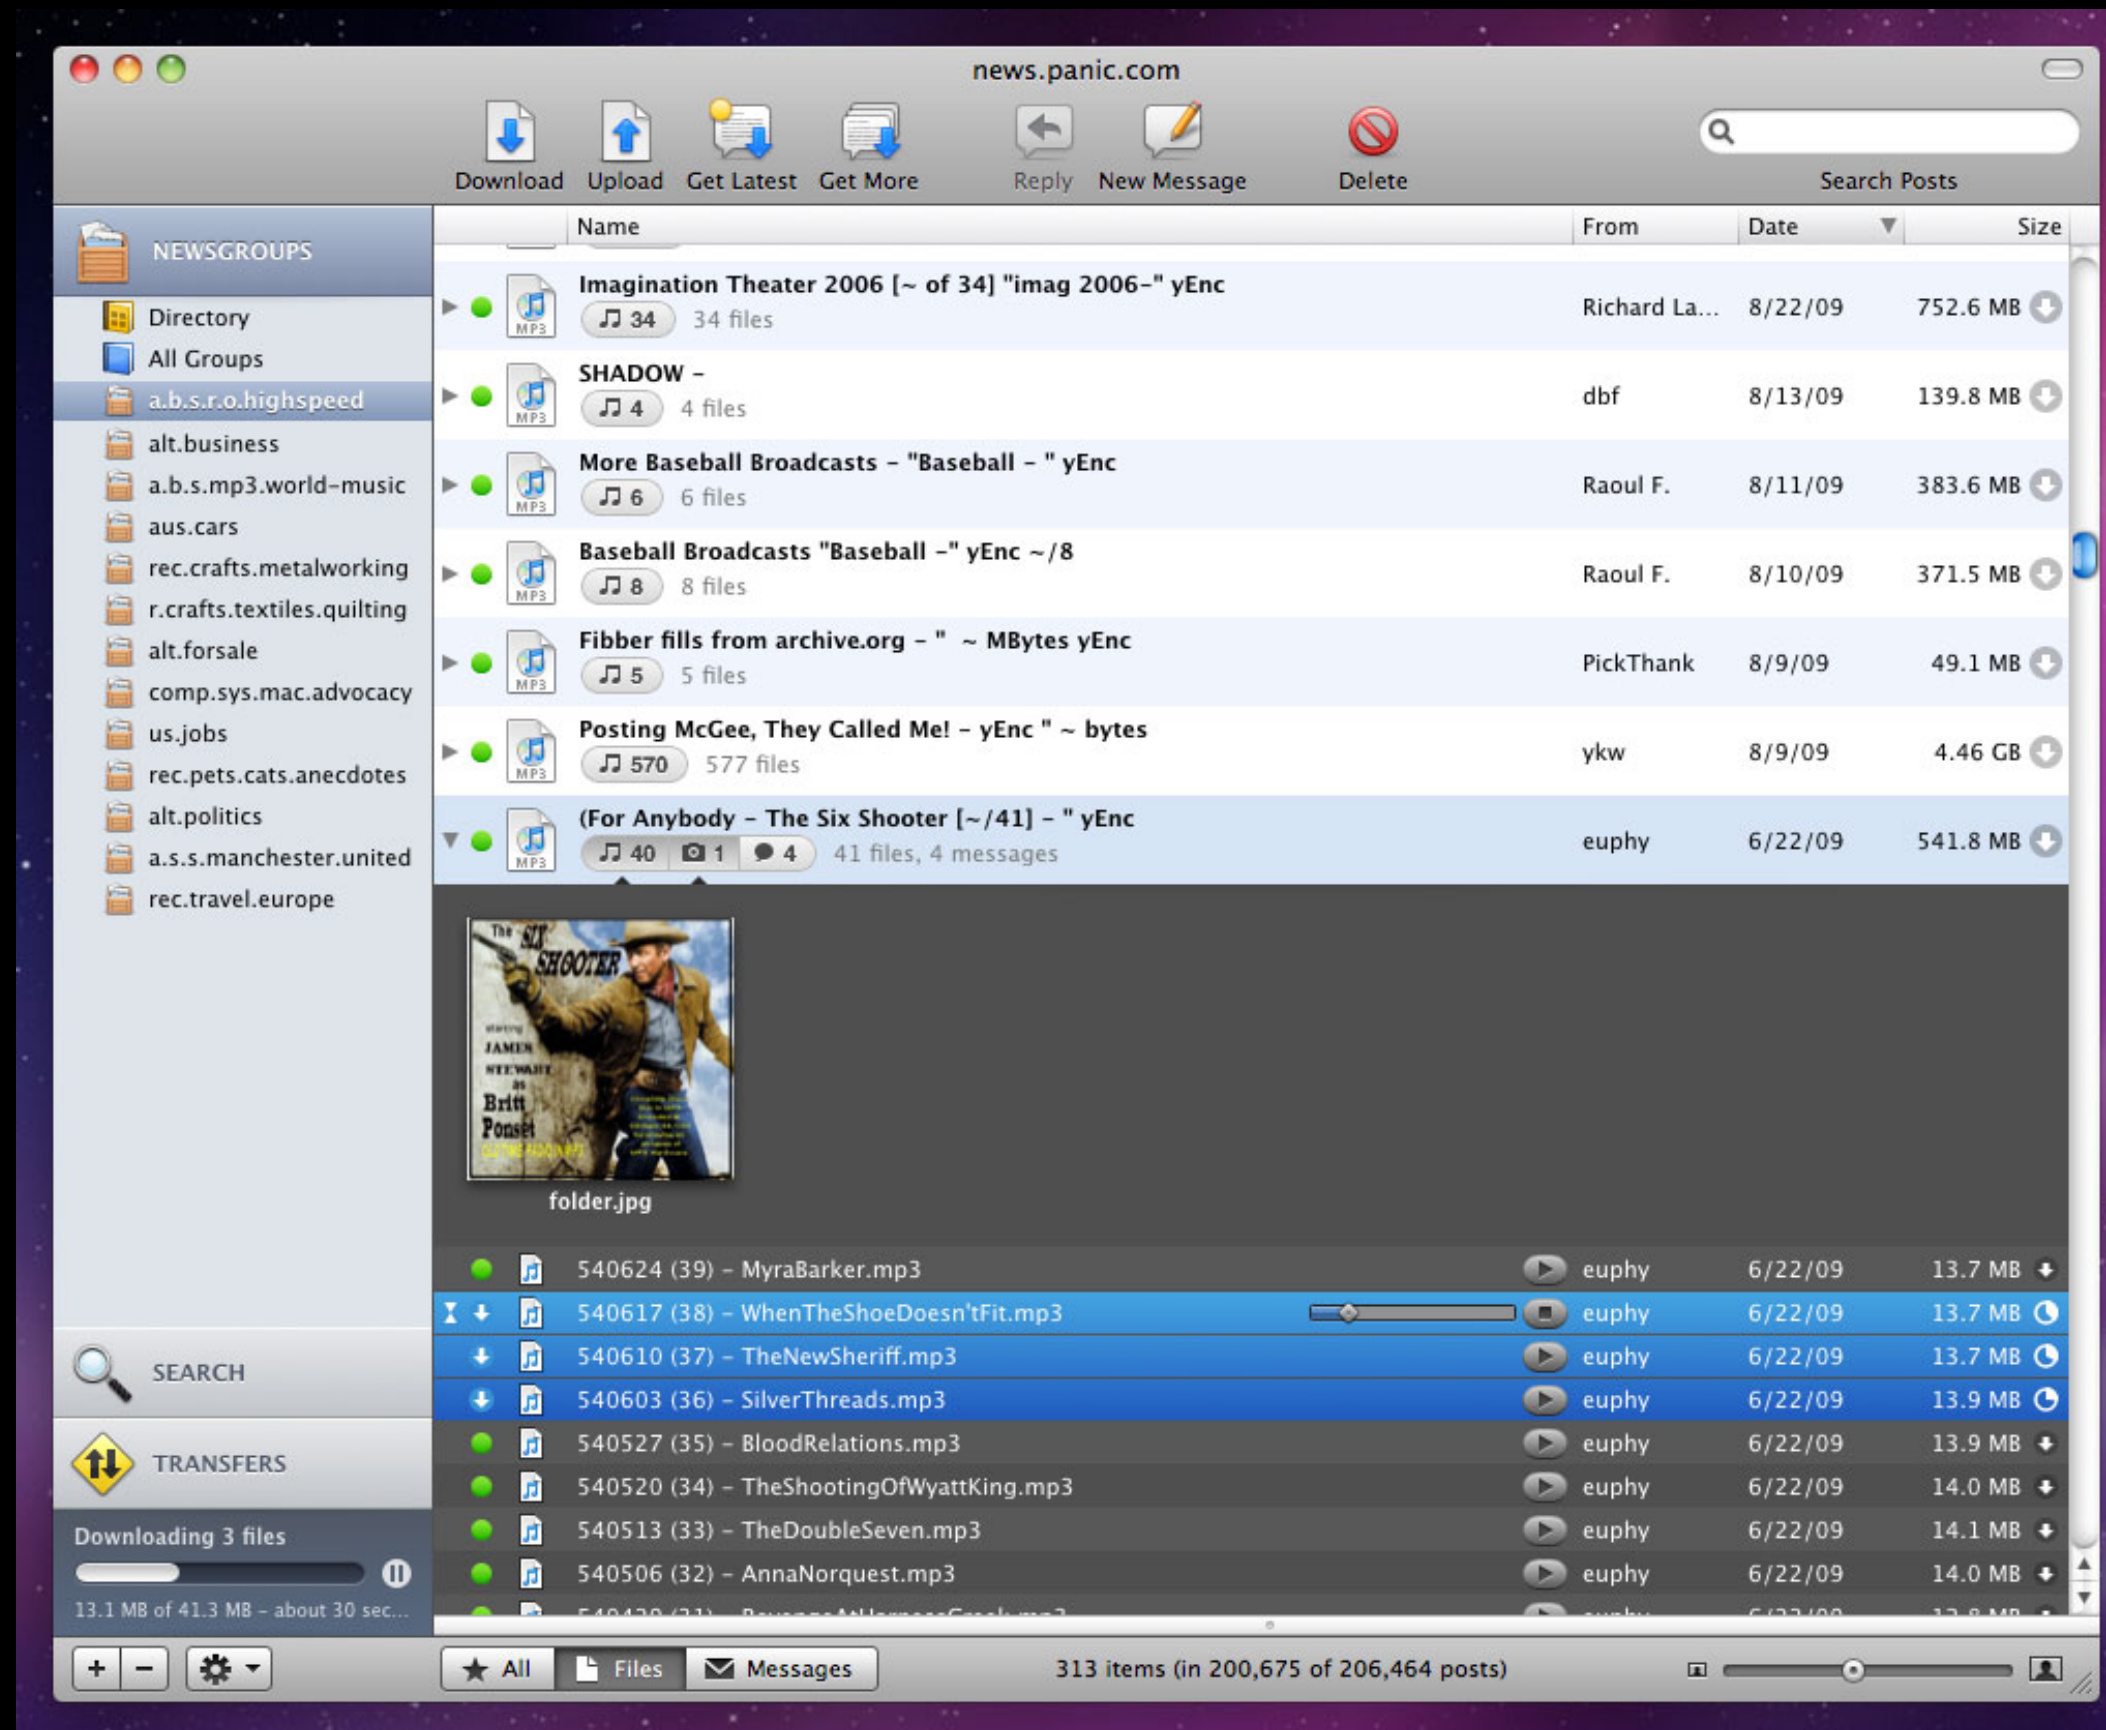 news.panic.com
Download Upload Get Latest Get More Reply New Message Delete Search Posts
NEWSGROUPS
Directory
All Groups
a.b.s.r.o.highspeed
alt.business
a.b.s.mp3.world-music
aus.cars
rec.crafts.metalworking
r.crafts.textiles.quilting
alt.forsale
comp.sys.mac.advocacy
us.jobs
rec.pets.cats.anecdotes
alt.politics
a.s.s.manchester.united
rec.travel.europe
SEARCH
TRANSFERS
Downloading 3 files
13.1 MB of 41.3 MB – about 30 sec...
Name From Date Size
Imagination Theater 2006 [~ of 34] "imag 2006-" yEnc
MP3 34 34 files Richard La... 8/22/09 752.6 MB
SHADOW –
MP3 4 4 files dbf 8/13/09 139.8 MB
More Baseball Broadcasts – "Baseball – " yEnc
MP3 6 6 files Raoul F. 8/11/09 383.6 MB
Baseball Broadcasts "Baseball –" yEnc ~/8
MP3 8 8 files Raoul F. 8/10/09 371.5 MB
Fibber fills from archive.org – "  ~ MBytes yEnc
MP3 5 5 files PickThank 8/9/09 49.1 MB
Posting McGee, They Called Me! – yEnc " ~ bytes
MP3 570 577 files ykw 8/9/09 4.46 GB
(For Anybody – The Six Shooter [~/41] – " yEnc
MP3 40 1 4 41 files, 4 messages euphy 6/22/09 541.8 MB
The SIX
SHOOTER
starring
JAMES
STEWART
as
Britt
Ponset
folder.jpg
540624 (39) – MyraBarker.mp3 euphy 6/22/09 13.7 MB
540617 (38) – WhenTheShoeDoesn'tFit.mp3 euphy 6/22/09 13.7 MB
540610 (37) – TheNewSheriff.mp3 euphy 6/22/09 13.7 MB
540603 (36) – SilverThreads.mp3 euphy 6/22/09 13.9 MB
540527 (35) – BloodRelations.mp3 euphy 6/22/09 13.9 MB
540520 (34) – TheShootingOfWyattKing.mp3 euphy 6/22/09 14.0 MB
540513 (33) – TheDoubleSeven.mp3 euphy 6/22/09 14.1 MB
540506 (32) – AnnaNorquest.mp3 euphy 6/22/09 14.0 MB
All Files Messages 313 items (in 200,675 of 206,464 posts)